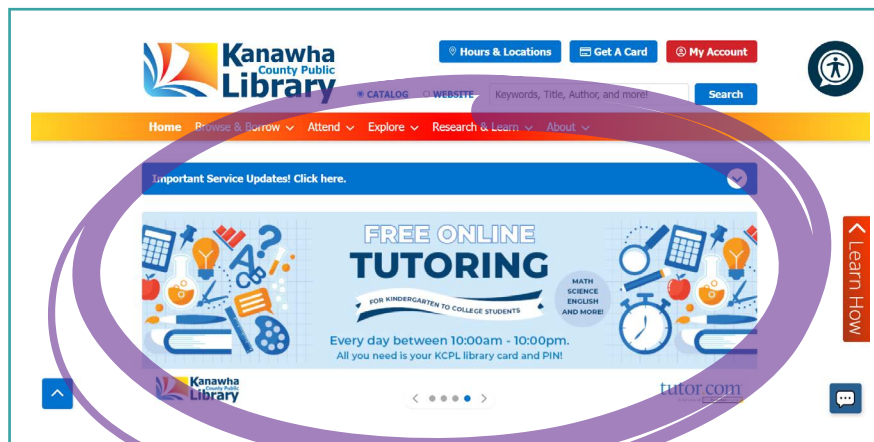 Kanawha
County Public
Library
Hours & Locations
Get A Card
My Account
CATALOG
WEBSITE
Keywords, Title, Author, and more!
Search
Home Browse & Borrow Attend Explore Research & Learn About
Important Service Updates! Click here.
FREE ONLINE
TUTORING
FOR KINDERGARTEN TO COLLEGE STUDENTS
MATH
SCIENCE
ENGLISH
AND MORE!
Every day between 10:00am - 10:00pm.
All you need is your KCPL library card and PIN!
ABC
Kanawha
County Public
Library
tutor.com
Learn How